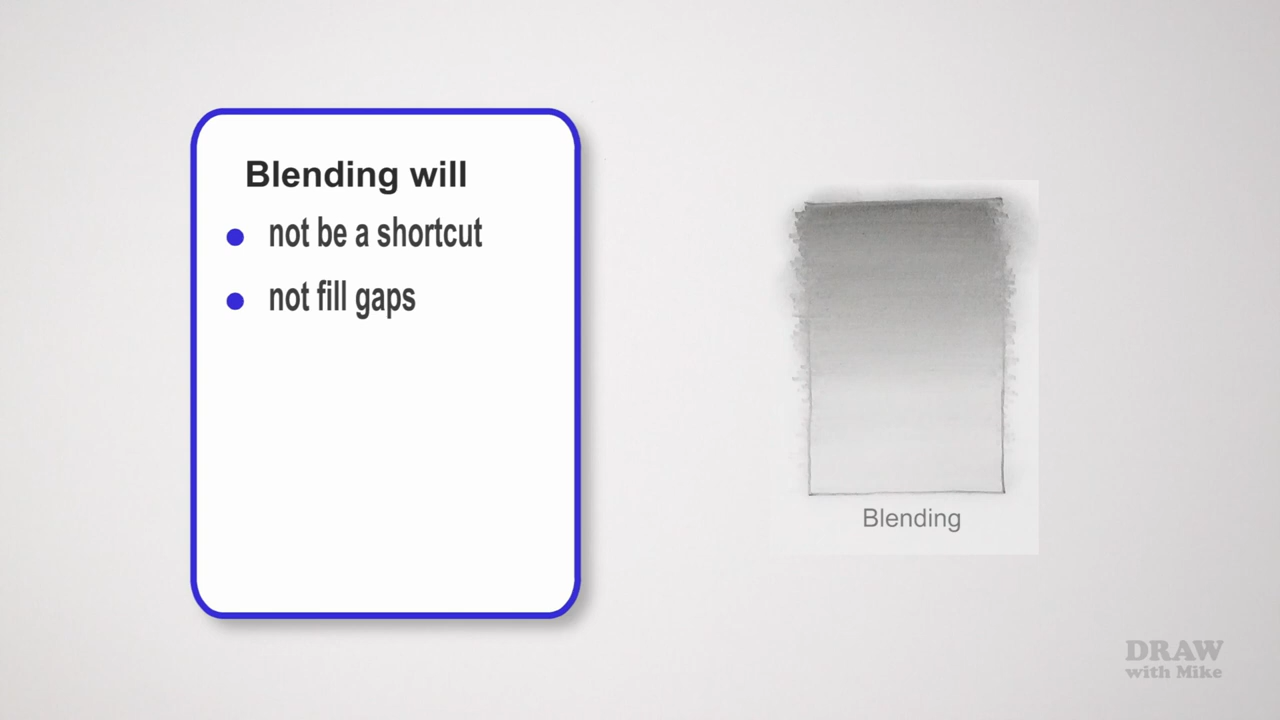 Blending will
not be a shortcut
not fill gaps
Blending
DRAW
with Mike